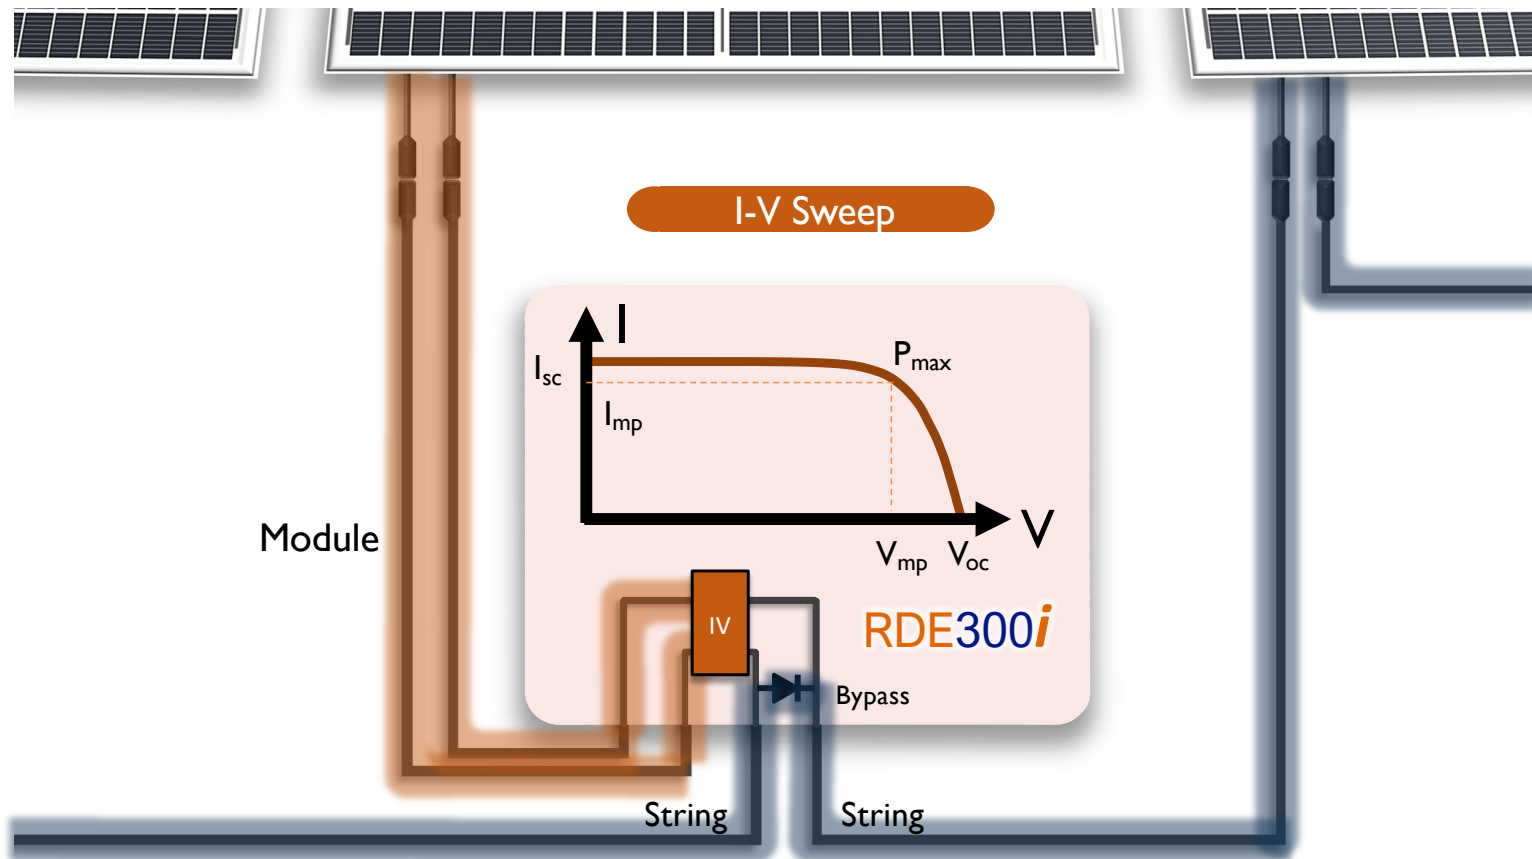 I-V Sweep
I
Isc
Pmax
Imp
V
Vmp
Voc
Module
IV
RDE300i
Bypass
String
String